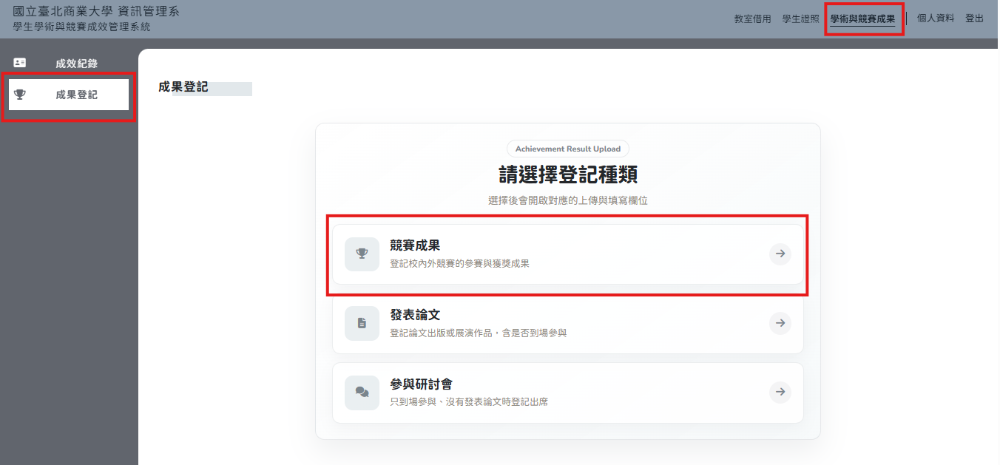 國立臺北商業大學 資訊管理系
學生學術與競賽成效管理系統
教室借用 學生證照 學術與競賽成果 個人資料 登出
成效紀錄
成果登記
成果登記
Achievement Result Upload
請選擇登記種類
選擇後會開啟對應的上傳與填寫欄位
競賽成果
登記校內外競賽的參賽與獲獎成果
發表論文
登記論文出版或展演作品，含是否到場參與
參與研討會
只到場參與、沒有發表論文時登記出席